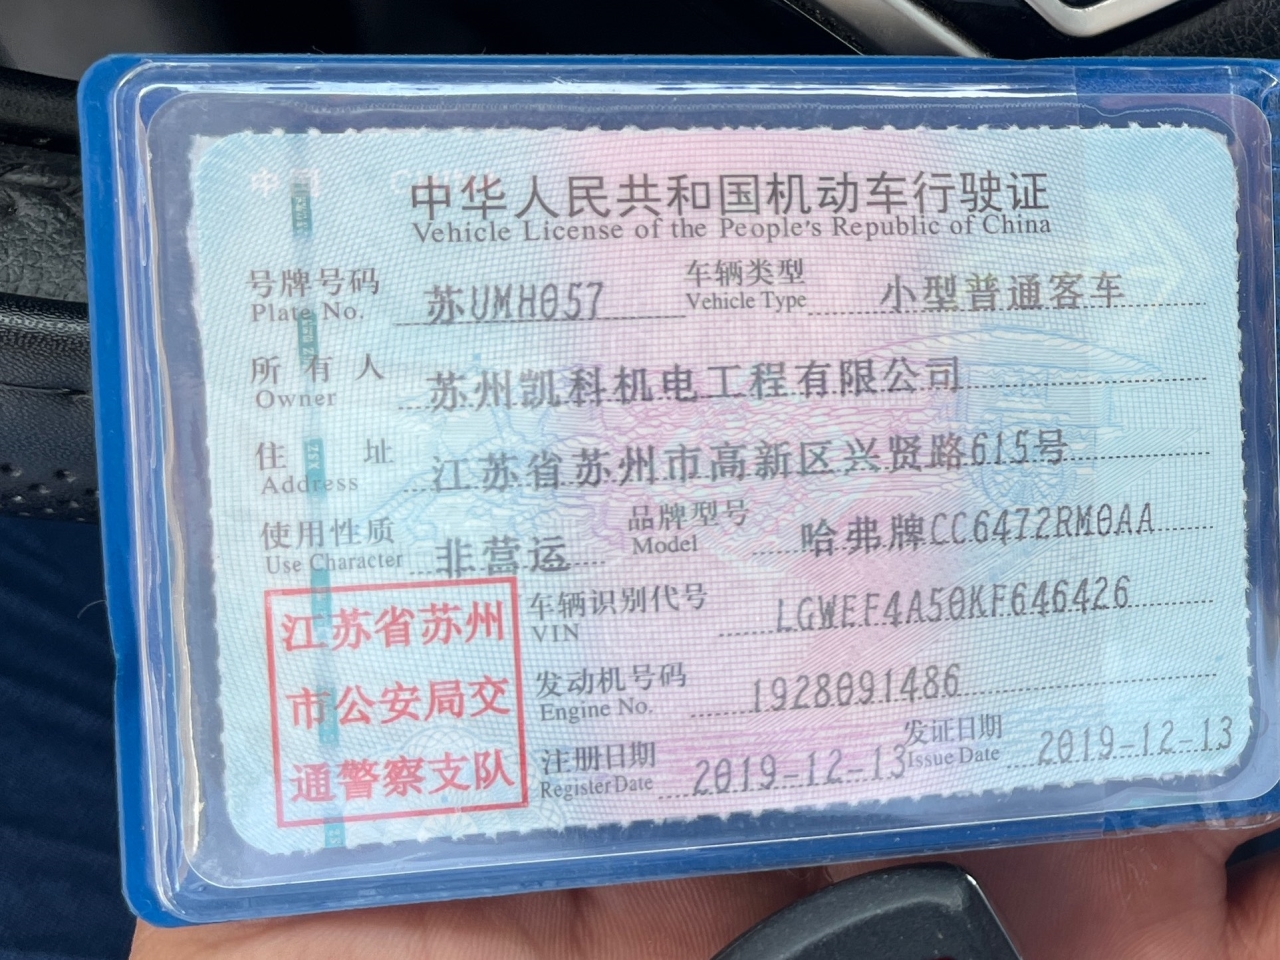 中华人民共和国机动车行驶证
Vehicle License of the People's Republic of China
号牌号码 苏UMH057 车辆类型 小型普通客车
Plate No. Vehicle Type
所有人 苏州凯科机电工程有限公司
Owner
住址 江苏省苏州市高新区兴贤路615号
Address
使用性质 非营运 品牌型号 哈弗牌CC6472RM0AA
Use Character Model
江苏省苏州
市公安局交
通警察支队
车辆识别代号 LGWEF4A50KF646426
VIN
发动机号码 1928091486
Engine No.
注册日期 2019-12-13 发证日期 2019-12-13
Register Date Issue Date